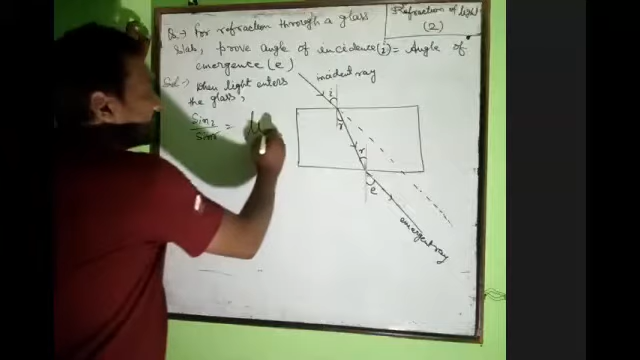 Q. → For refraction through a glass
slab, prove angle of incidence (i) = Angle of
emergence (e)
Refraction of light
(2)
Sol → When light enters
the glass,
Sin i / Sin r = μ
incident ray
i
r
r
e
emergent ray